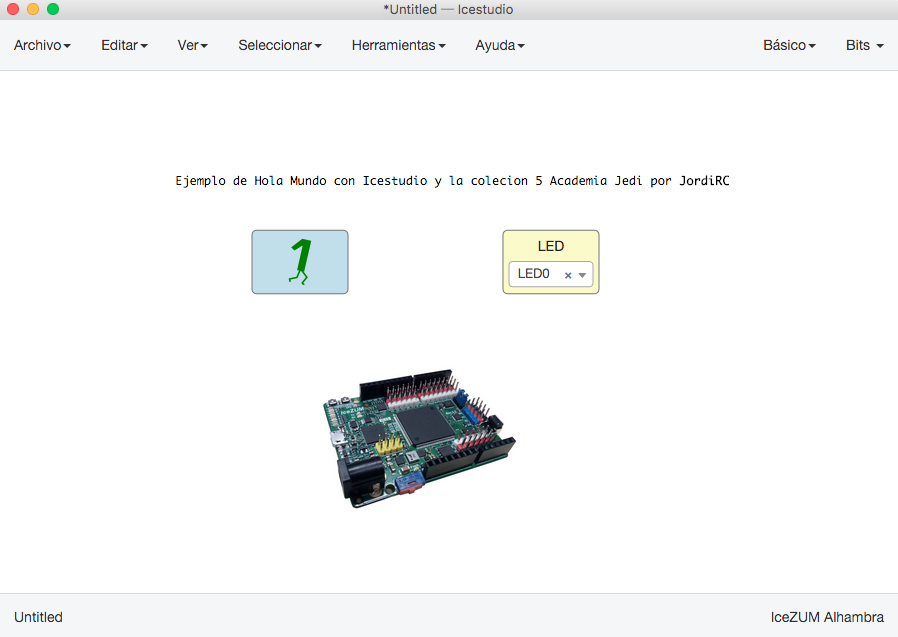 *Untitled — Icestudio
Archivo Editar Ver Seleccionar Herramientas Ayuda Básico Bits
Ejemplo de Hola Mundo con Icestudio y la colecion 5 Academia Jedi por JordiRC
1
LED
LED0 ×
IceZUM
Untitled IceZUM Alhambra